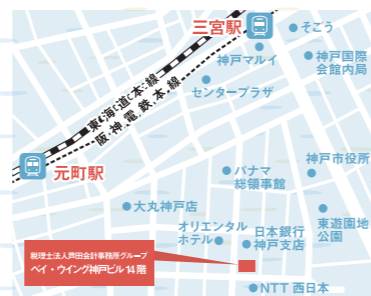 三宮駅
そごう
神戸マルイ
神戸国際
会館内局
センタープラザ
東海道本線
阪神電鉄本線
元町駅
パナマ
総領事館
神戸市役所
大丸神戸店
東遊園地
公園
オリエンタル
ホテル
日本銀行
神戸支店
税理士法人芦田会計事務所グループ
ベイ・ウイング神戸ビル 14階
NTT 西日本